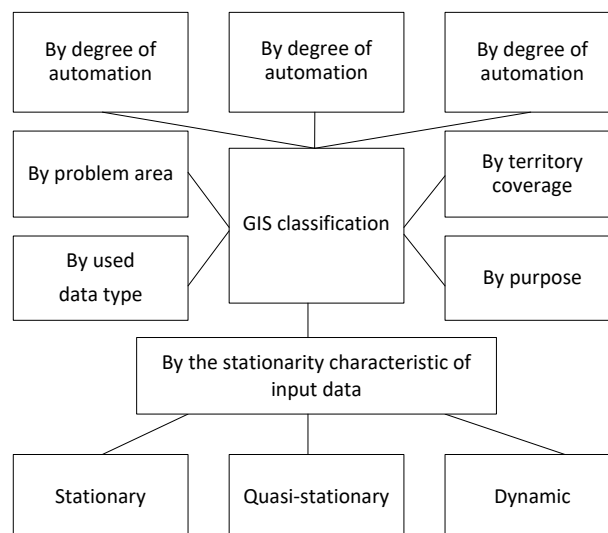 By degree of
automation
By degree of
automation
By degree of
automation
By problem area
GIS classification
By territory
coverage
By used
data type
By purpose
By the stationarity characteristic of
input data
Stationary
Quasi-stationary
Dynamic